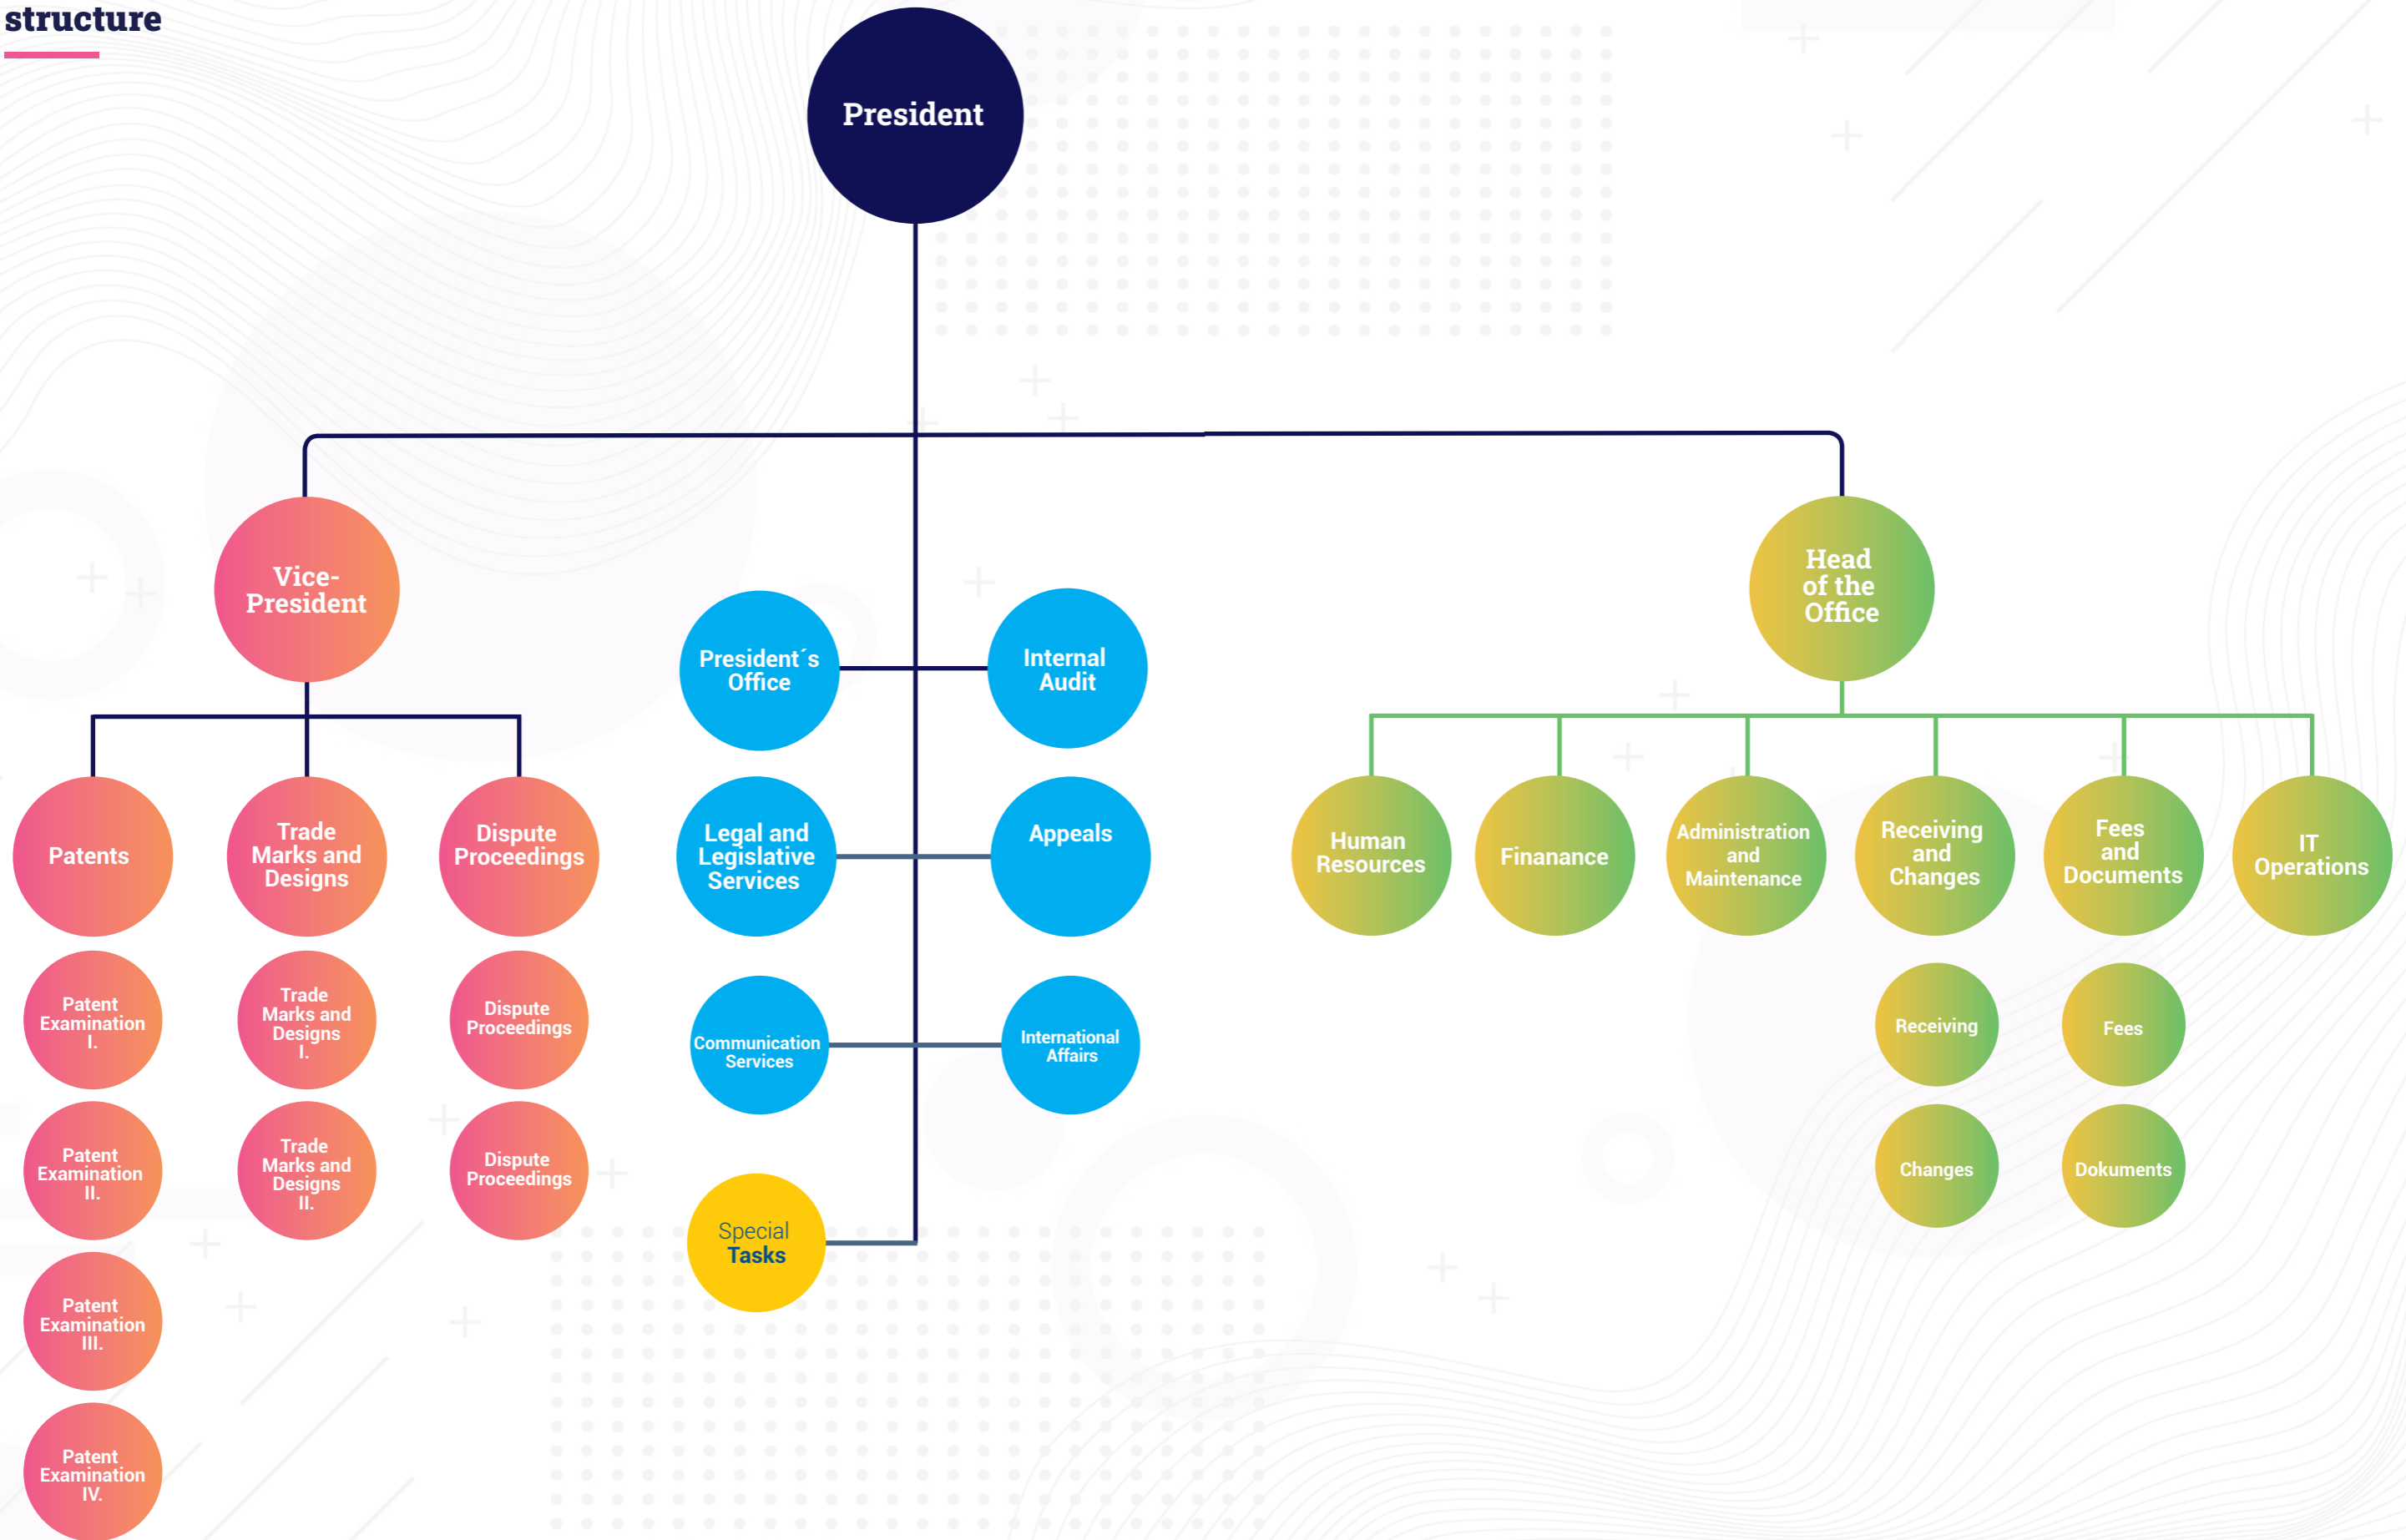 structure
President
Vice-
President
Head
of the
Office
President´s
Office
Internal
Audit
Patents
Trade
Marks and
Designs
Dispute
Proceedings
Legal and
Legislative
Services
Appeals
Human
Resources
Finanance
Administration
and
Maintenance
Receiving
and
Changes
Fees
and
Documents
IT
Operations
Patent
Examination
I.
Trade
Marks and
Designs
I.
Dispute
Proceedings
Communication
Services
International
Affairs
Receiving
Fees
Patent
Examination
II.
Trade
Marks and
Designs
II.
Dispute
Proceedings
Changes
Dokuments
Special
Tasks
Patent
Examination
III.
Patent
Examination
IV.